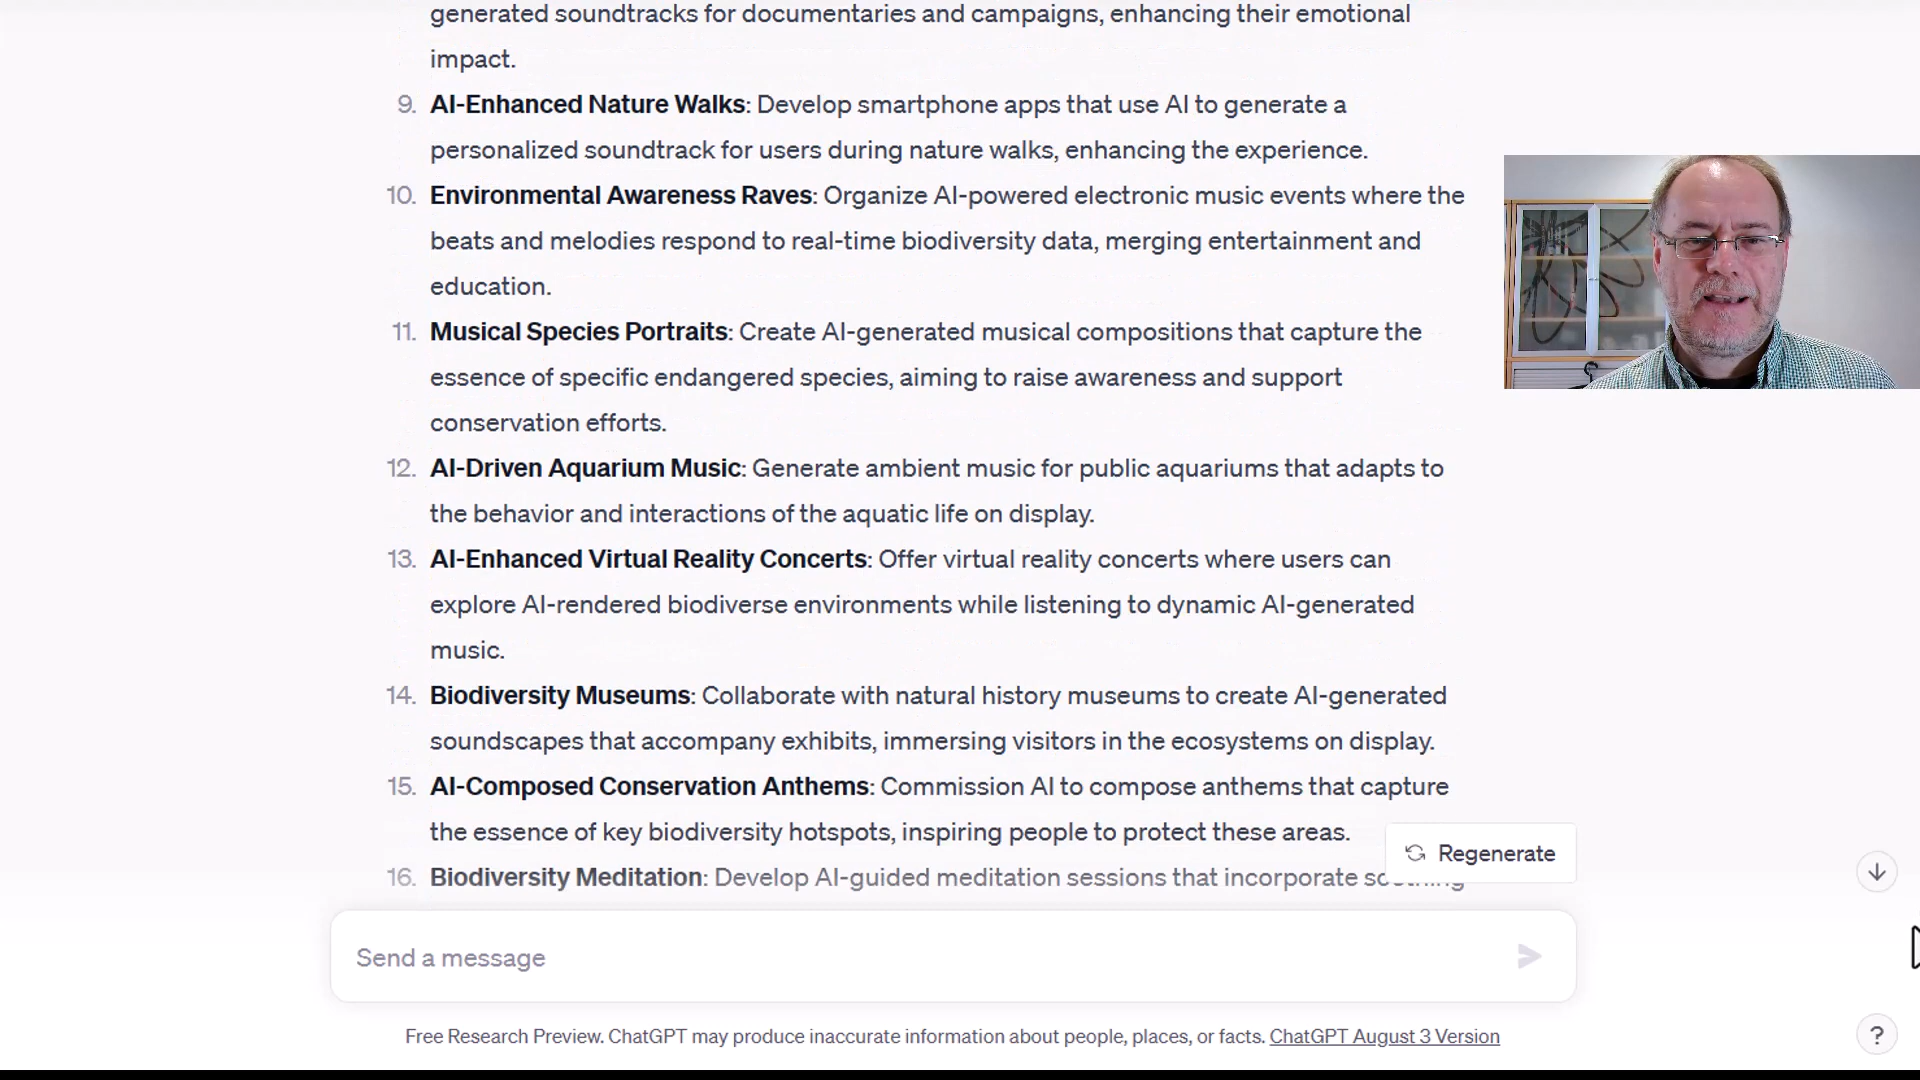 generated soundtracks for documentaries and campaigns, enhancing their emotional
impact.
9. AI-Enhanced Nature Walks: Develop smartphone apps that use AI to generate a
personalized soundtrack for users during nature walks, enhancing the experience.
10. Environmental Awareness Raves: Organize AI-powered electronic music events where the
beats and melodies respond to real-time biodiversity data, merging entertainment and
education.
11. Musical Species Portraits: Create AI-generated musical compositions that capture the
essence of specific endangered species, aiming to raise awareness and support
conservation efforts.
12. AI-Driven Aquarium Music: Generate ambient music for public aquariums that adapts to
the behavior and interactions of the aquatic life on display.
13. AI-Enhanced Virtual Reality Concerts: Offer virtual reality concerts where users can
explore AI-rendered biodiverse environments while listening to dynamic AI-generated
music.
14. Biodiversity Museums: Collaborate with natural history museums to create AI-generated
soundscapes that accompany exhibits, immersing visitors in the ecosystems on display.
15. AI-Composed Conservation Anthems: Commission AI to compose anthems that capture
the essence of key biodiversity hotspots, inspiring people to protect these areas.
Regenerate
16. Biodiversity Meditation: Develop AI-guided meditation sessions that incorporate
Send a message
Free Research Preview. ChatGPT may produce inaccurate information about people, places, or facts. ChatGPT August 3 Version
?